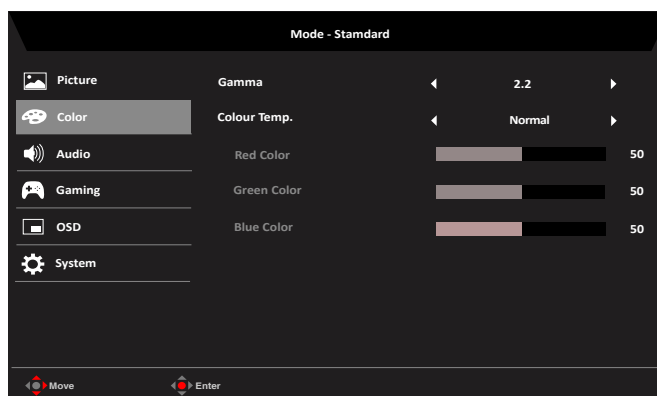 Mode - Stamdard
Picture
Gamma 2.2
Color
Colour Temp. Normal
Audio
Red Color 50
Gaming
Green Color 50
OSD
Blue Color 50
System
Move Enter